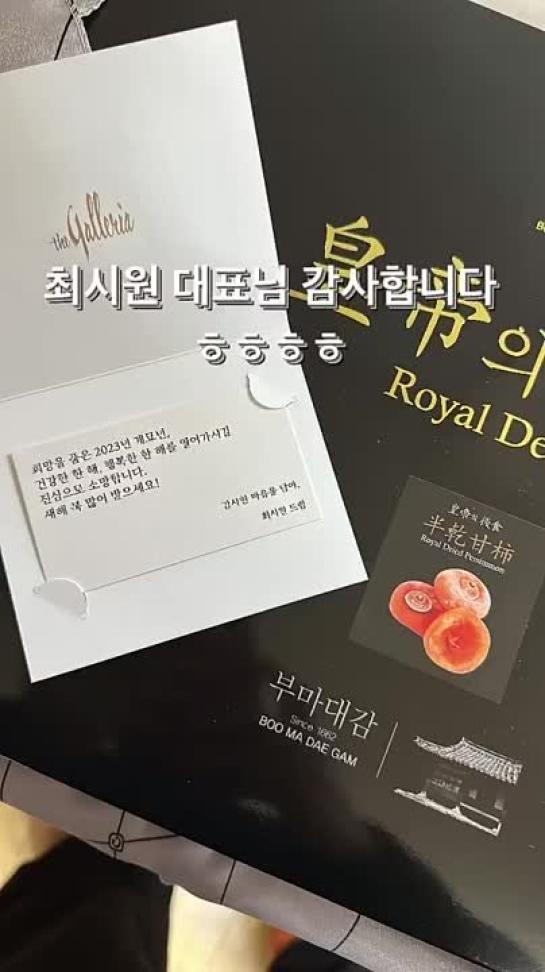 the Galleria
최시원 대표님 감사합니다
ㅎㅎㅎㅎ
皇帝의
Royal De
희망을 품은 2023년 계묘년,
건강한 한 해, 행복한 한 해를 열어가시길
진심으로 소망합니다.
새해 복 많이 받으세요!
감사한 마음을 담아,
최시원 드림
皇帝의 後食
半乾甘柿
Royal Dried Persimmon
부마대감
Since 1662
BOO MA DAE GAM